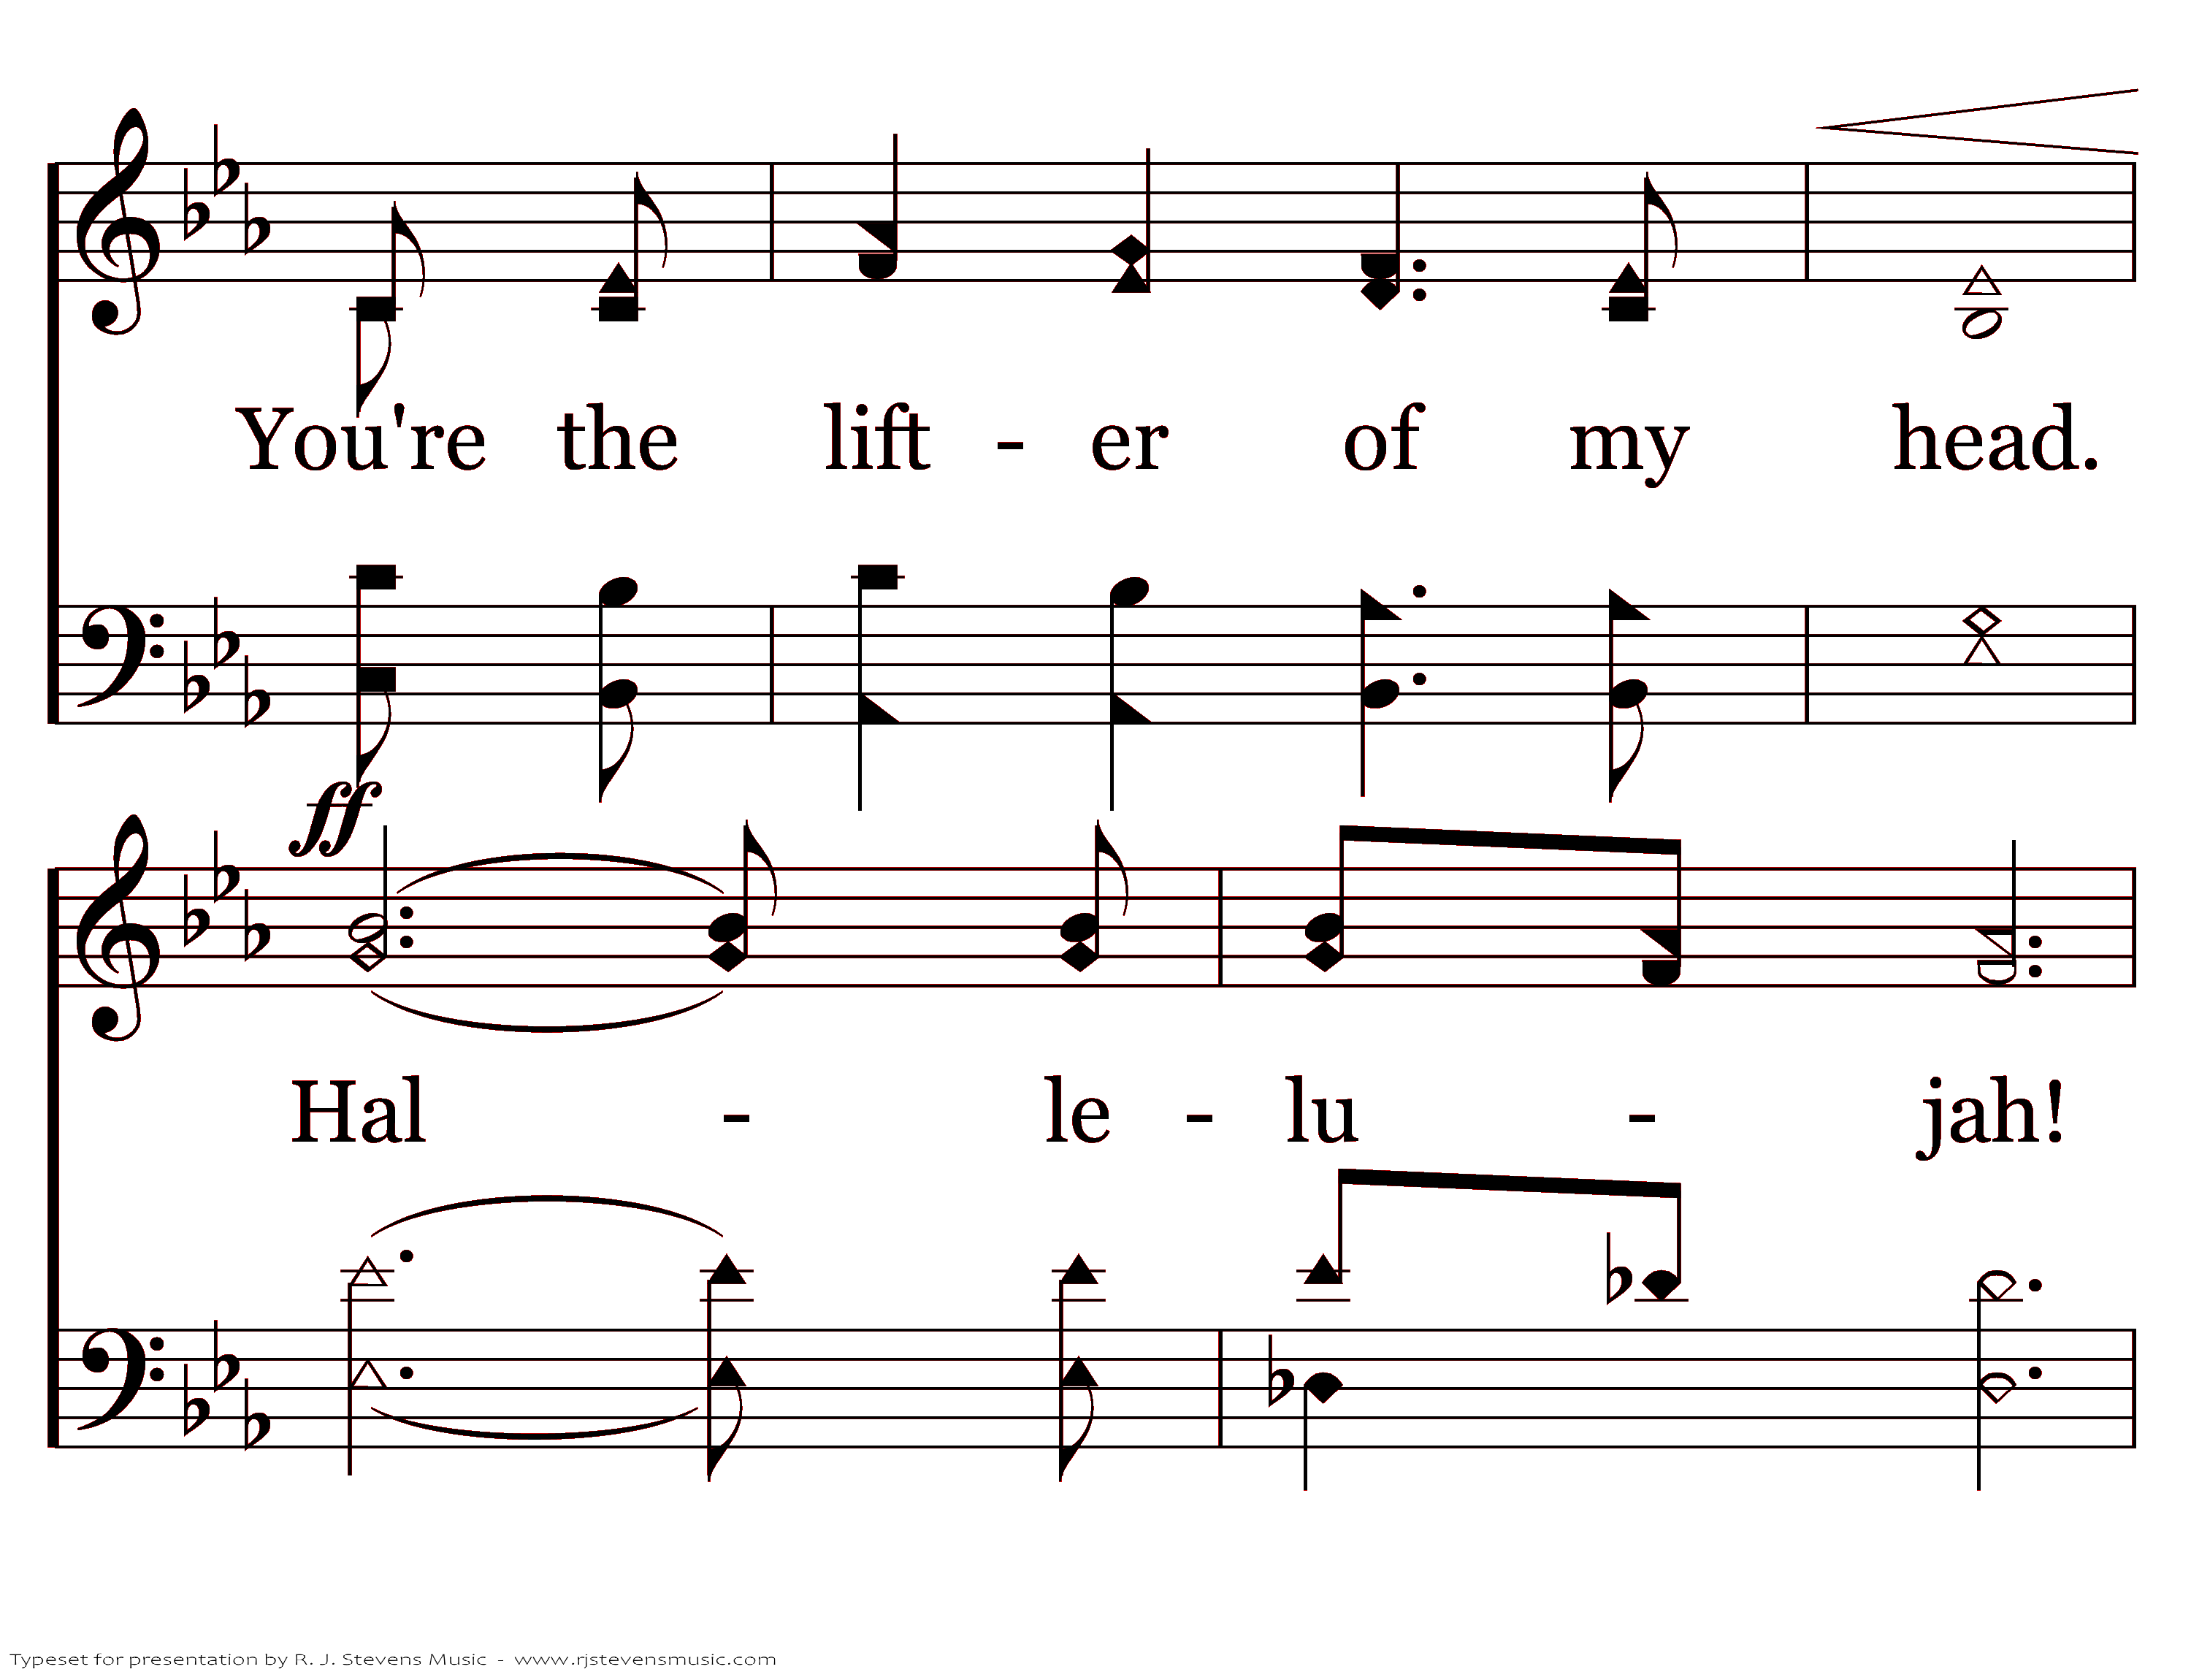 You're the lift - er of my head.
ff
Hal - le - lu - jah!
Typeset for presentation by R. J. Stevens Music - www.rjstevensmusic.com